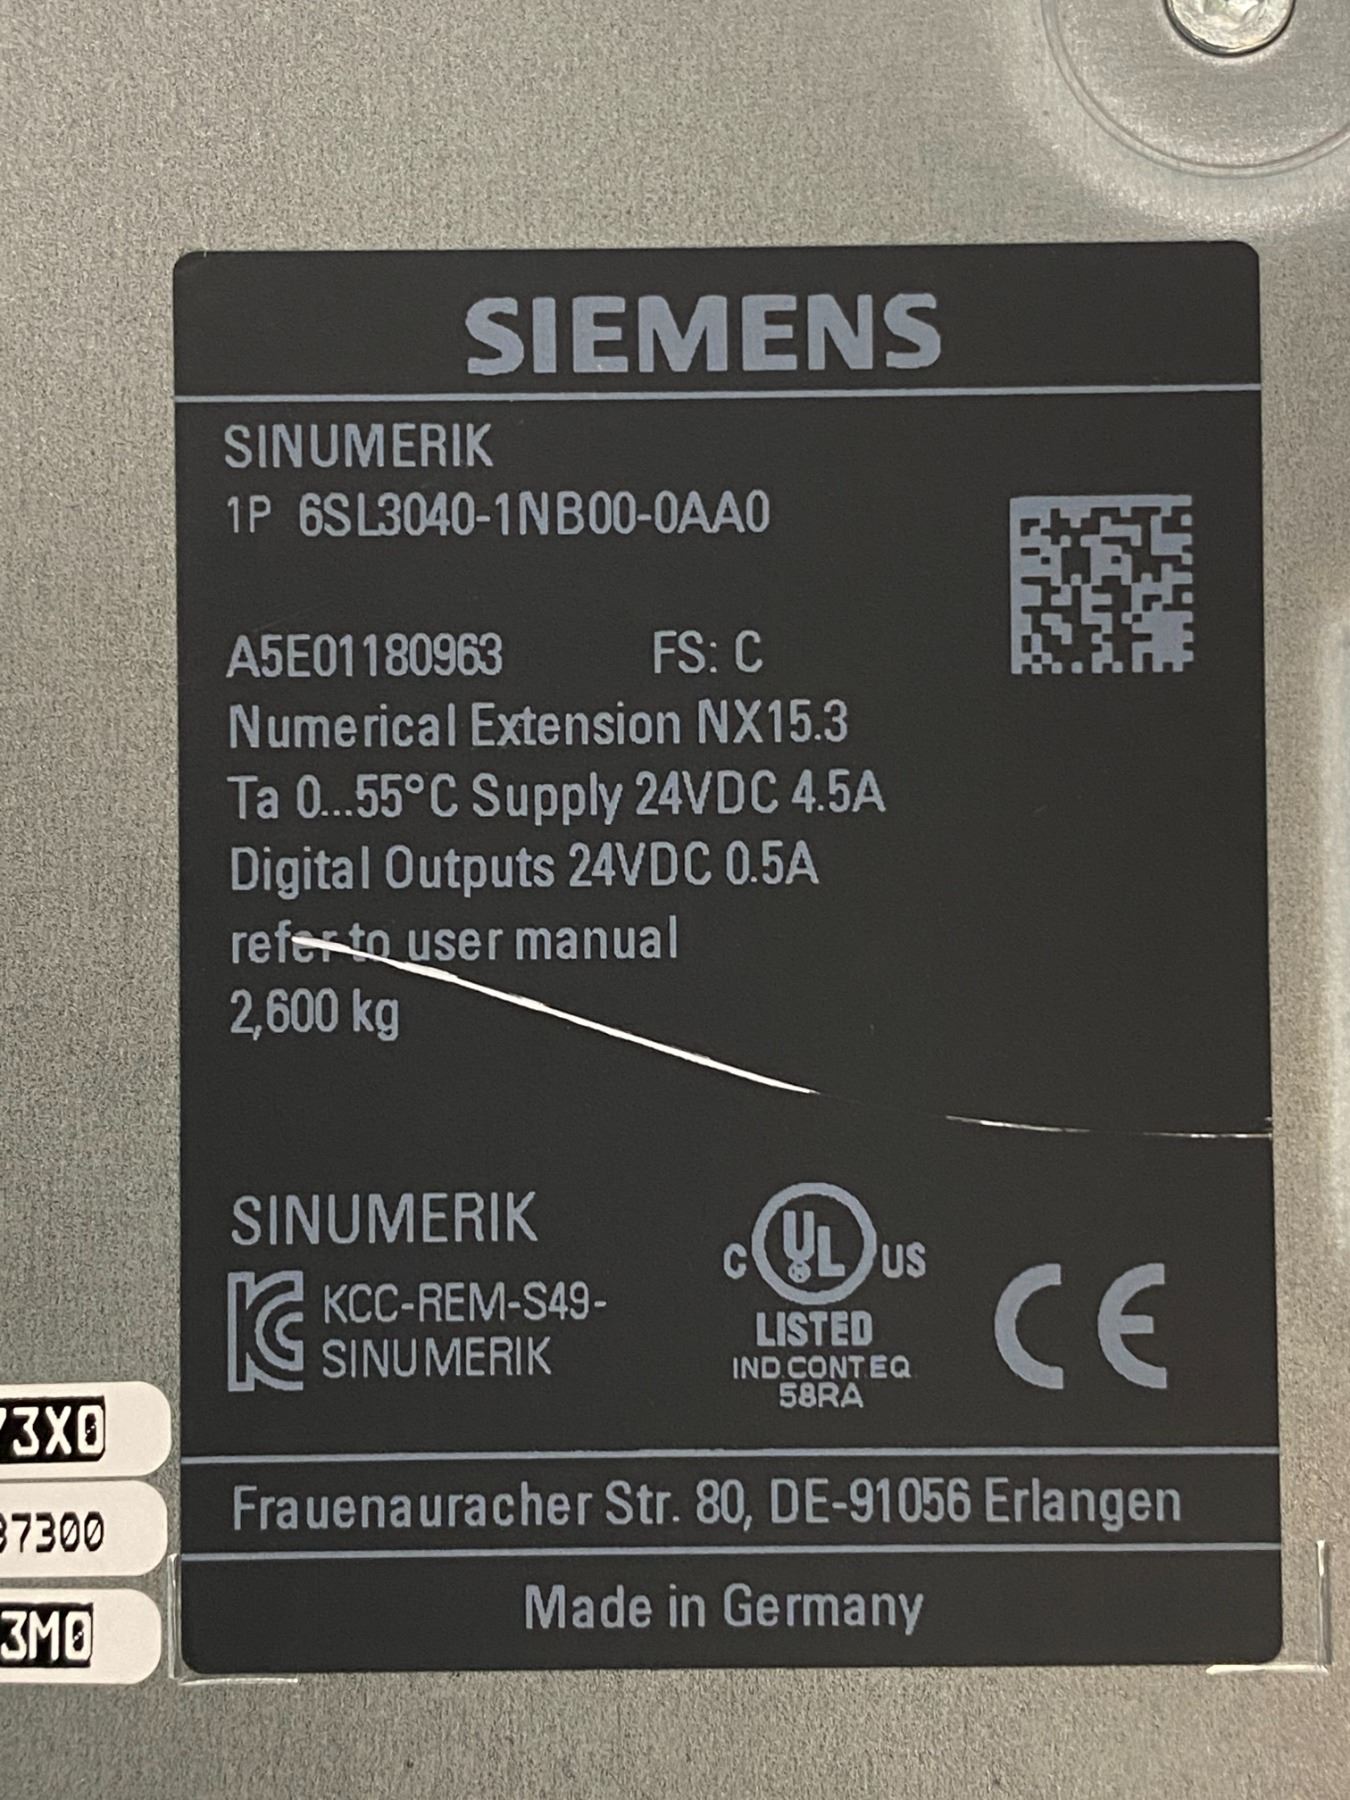 SIEMENS
SINUMERIK
1P 6SL3040-1NB00-0AA0
A5E01180963 FS: C
Numerical Extension NX15.3
Ta 0...55°C Supply 24VDC 4.5A
Digital Outputs 24VDC 0.5A
refer to user manual
2,600 kg
SINUMERIK
KCC-REM-S49-
SINUMERIK
C UL US
LISTED
IND.CONT.EQ.
58RA
CE
73X0
37300
3M0
Frauenauracher Str. 80, DE-91056 Erlangen
Made in Germany